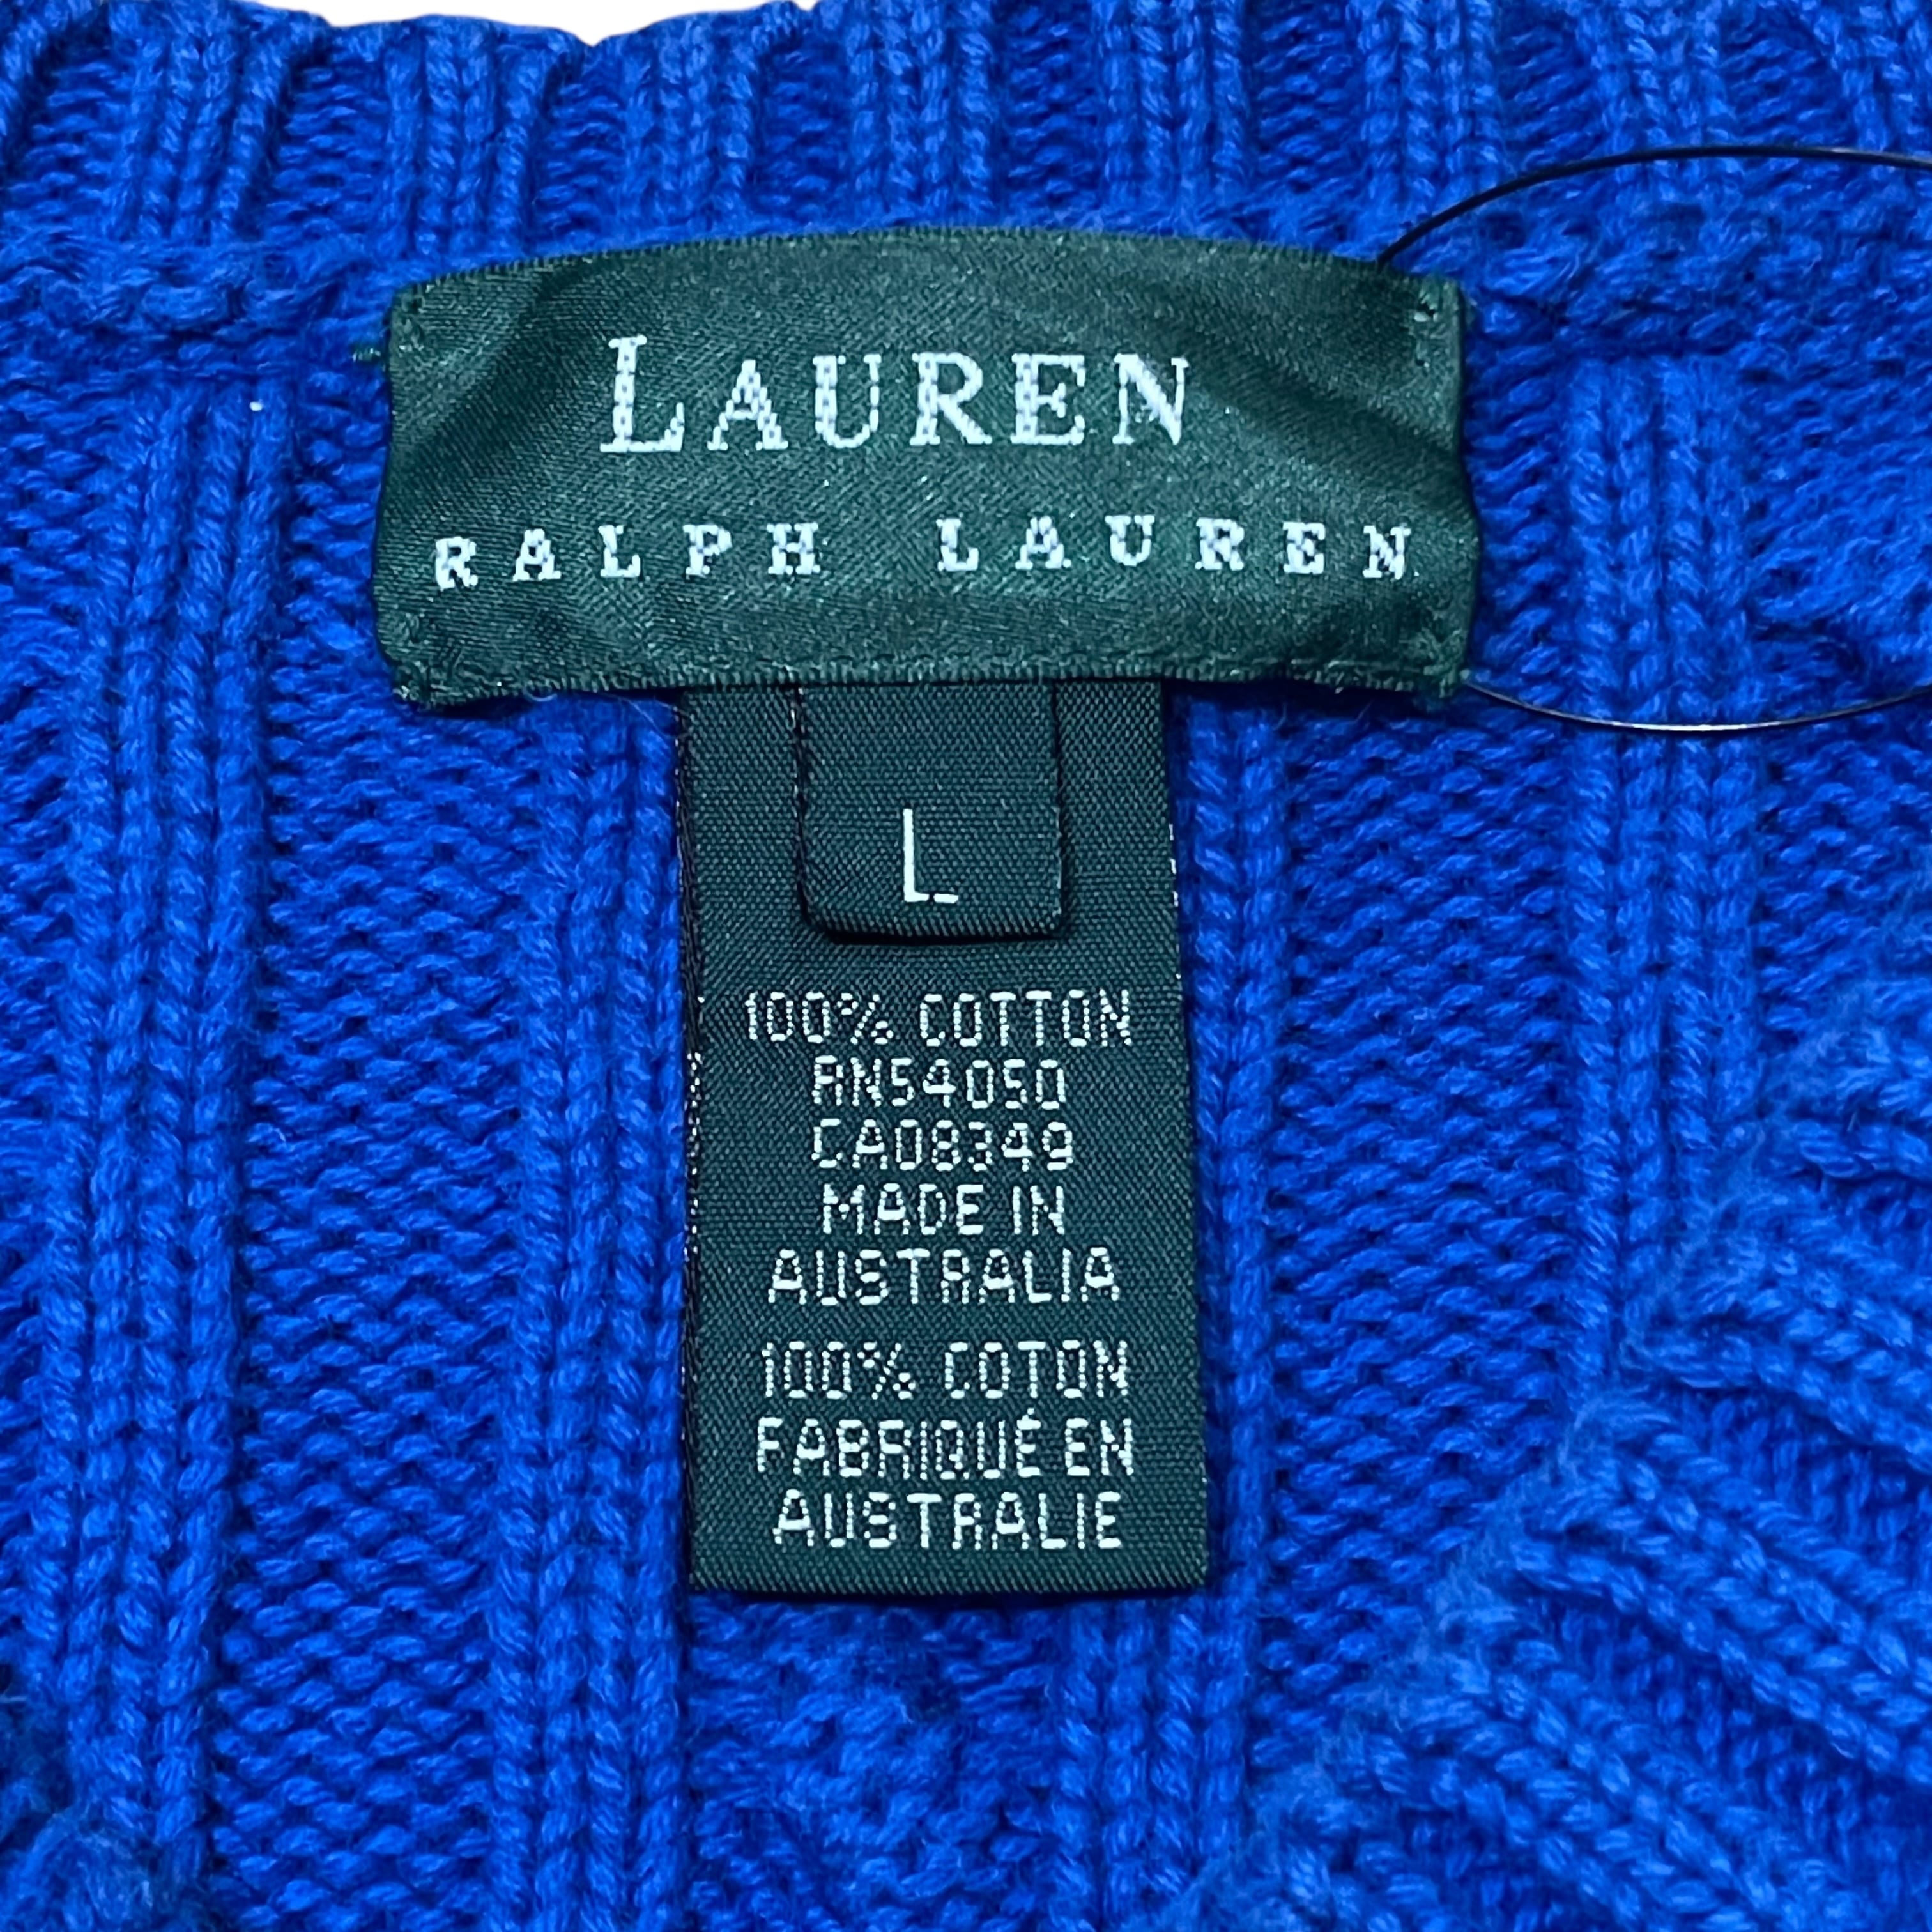 LAUREN
RALPH LAUREN
L
100% COTTON
RN54050
CA08349
MADE IN
AUSTRALIA
100% COTON
FABRIQUÉ EN
AUSTRALIE